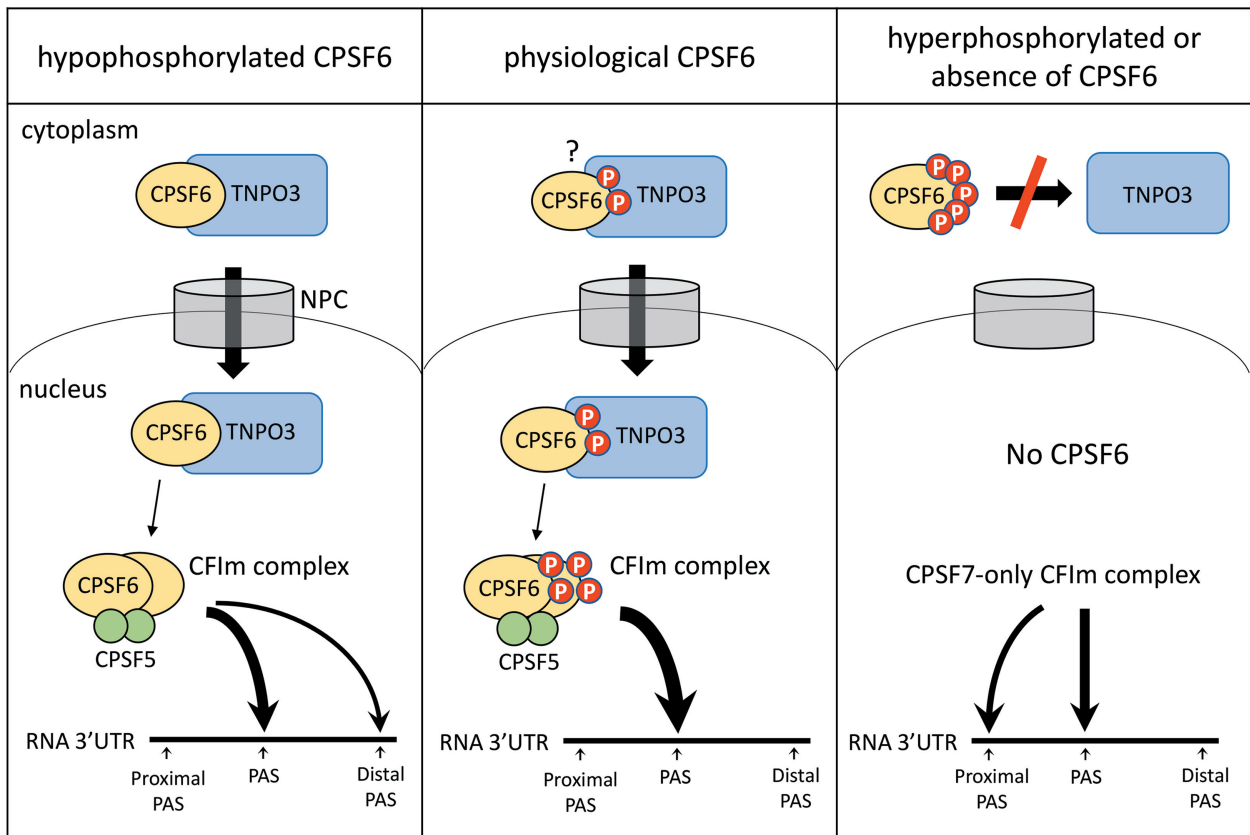 hypophosphorylated CPSF6
cytoplasm
CPSF6
TNPO3
NPC
nucleus
CPSF6
TNPO3
CPSF6
CFIm complex
CPSF5
RNA 3'UTR
Proximal
PAS
PAS
Distal
PAS
physiological CPSF6
?
CPSF6
P
P
TNPO3
CPSF6
P
P
TNPO3
CPSF6
P
P
P
P
CFIm complex
CPSF5
RNA 3'UTR
Proximal
PAS
PAS
Distal
PAS
hyperphosphorylated or
absence of CPSF6
CPSF6
P
P
P
P
P
TNPO3
No CPSF6
CPSF7-only CFIm complex
RNA 3'UTR
Proximal
PAS
PAS
Distal
PAS